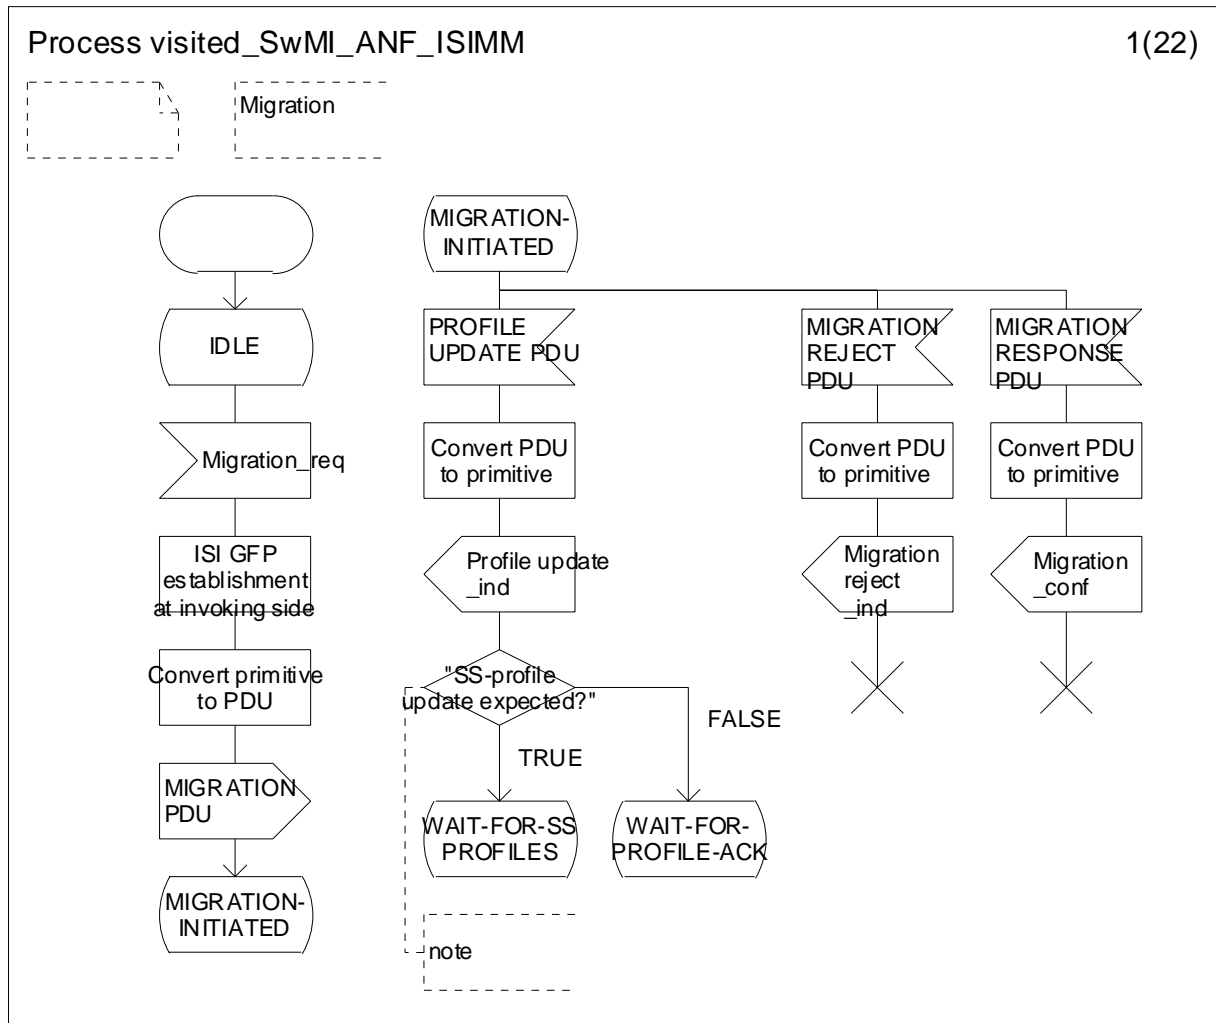 Process visited_SwMI_ANF_ISIMM
1(22)
Migration
IDLE
Migration_req
ISI GFP
establishment
at invoking side
Convert primitive
to PDU
MIGRATION
PDU
MIGRATION-
INITIATED
MIGRATION-
INITIATED
PROFILE
UPDATE PDU
Convert PDU
to primitive
Profile update
_ind
"SS-profile
update expected?"
TRUE
FALSE
WAIT-FOR-SS
PROFILES
WAIT-FOR-
PROFILE-ACK
note
MIGRATION
REJECT
PDU
Convert PDU
to primitive
Migration
reject
_ind
MIGRATION
RESPONSE
PDU
Convert PDU
to primitive
Migration
_conf